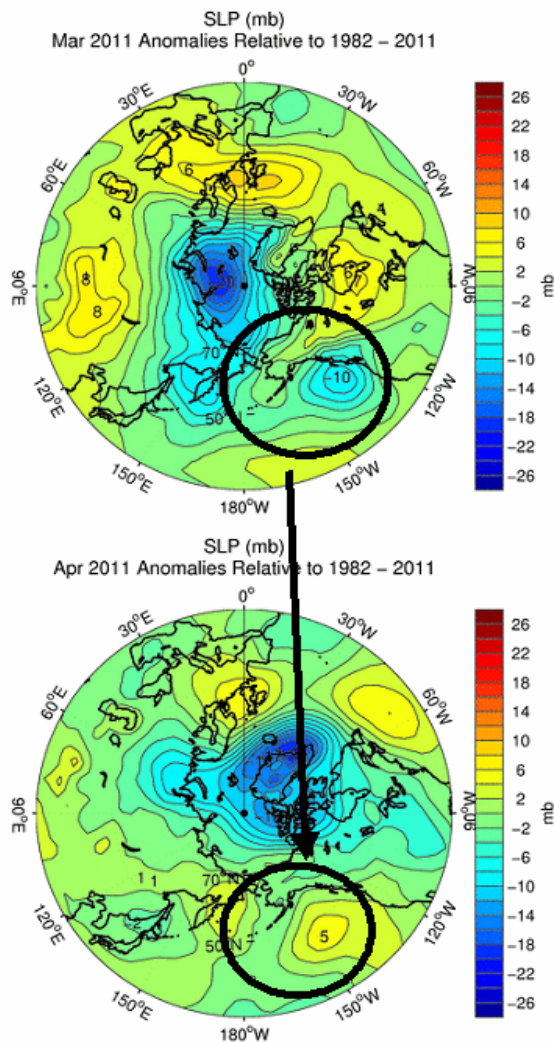 SLP (mb)
Mar 2011 Anomalies Relative to 1982 – 2011
0°
30°E
30°W
60°E
60°W
90°E
90°W
120°E
120°W
150°E
150°W
180°W
6
8
8
70°
50°N
-10
26
22
18
14
10
6
2
-2
-6
-10
-14
-18
-22
-26
SLP (mb)
Apr 2011 Anomalies Relative to 1982 – 2011
0°
30°E
30°W
60°E
60°W
90°E
90°W
120°E
120°W
150°E
150°W
180°W
1
1
70°N
50°N
5
26
22
18
14
10
6
2
-2
-6
-10
-14
-18
-22
-26